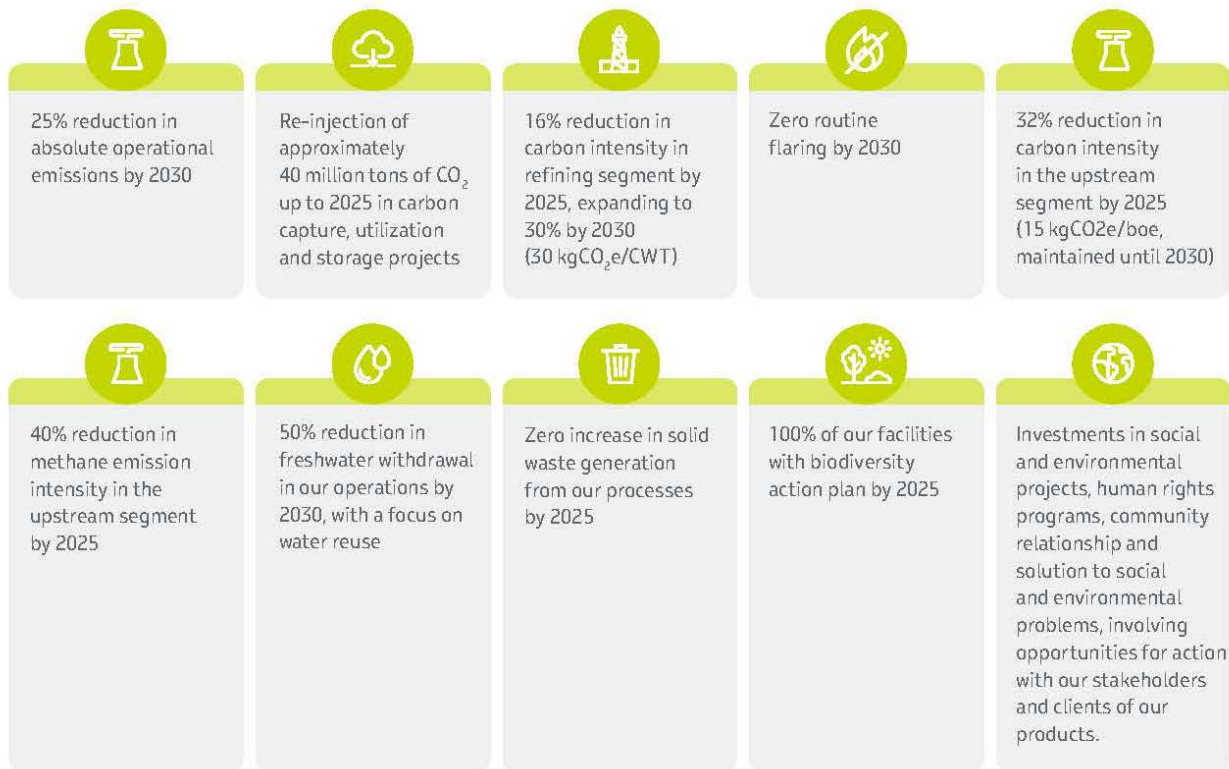 25% reduction in
absolute operational
emissions by 2030
Re-injection of
approximately
40 million tons of CO₂
up to 2025 in carbon
capture, utilization
and storage projects
16% reduction in
carbon intensity in
refining segment by
2025, expanding to
30% by 2030
(30 kgCO₂e/CWT)
Zero routine
flaring by 2030
32% reduction in
carbon intensity
in the upstream
segment by 2025
(15 kgCO2e/boe,
maintained until 2030)
40% reduction in
methane emission
intensity in the
upstream segment
by 2025
50% reduction in
freshwater withdrawal
in our operations by
2030, with a focus on
water reuse
Zero increase in solid
waste generation
from our processes
by 2025
100% of our facilities
with biodiversity
action plan by 2025
Investments in social
and environmental
projects, human rights
programs, community
relationship and
solution to social
and environmental
problems, involving
opportunities for action
with our stakeholders
and clients of our
products.